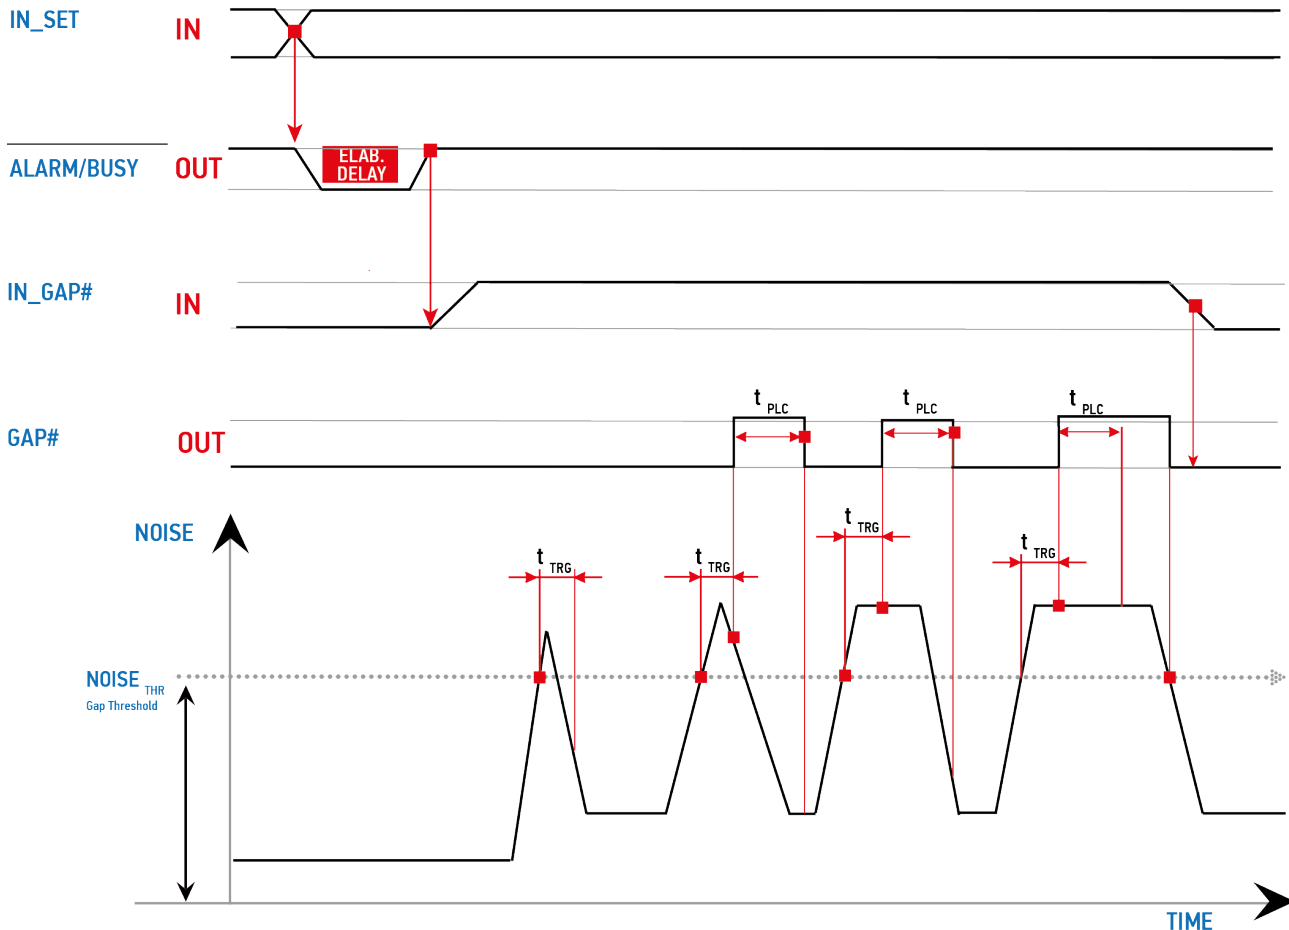 IN_SET IN
ELAB.
DELAY
ALARM/BUSY OUT
IN_GAP# IN
t PLC t PLC t PLC
GAP# OUT
NOISE
t TRG t TRG t TRG t TRG
NOISE THR
Gap Threshold
TIME